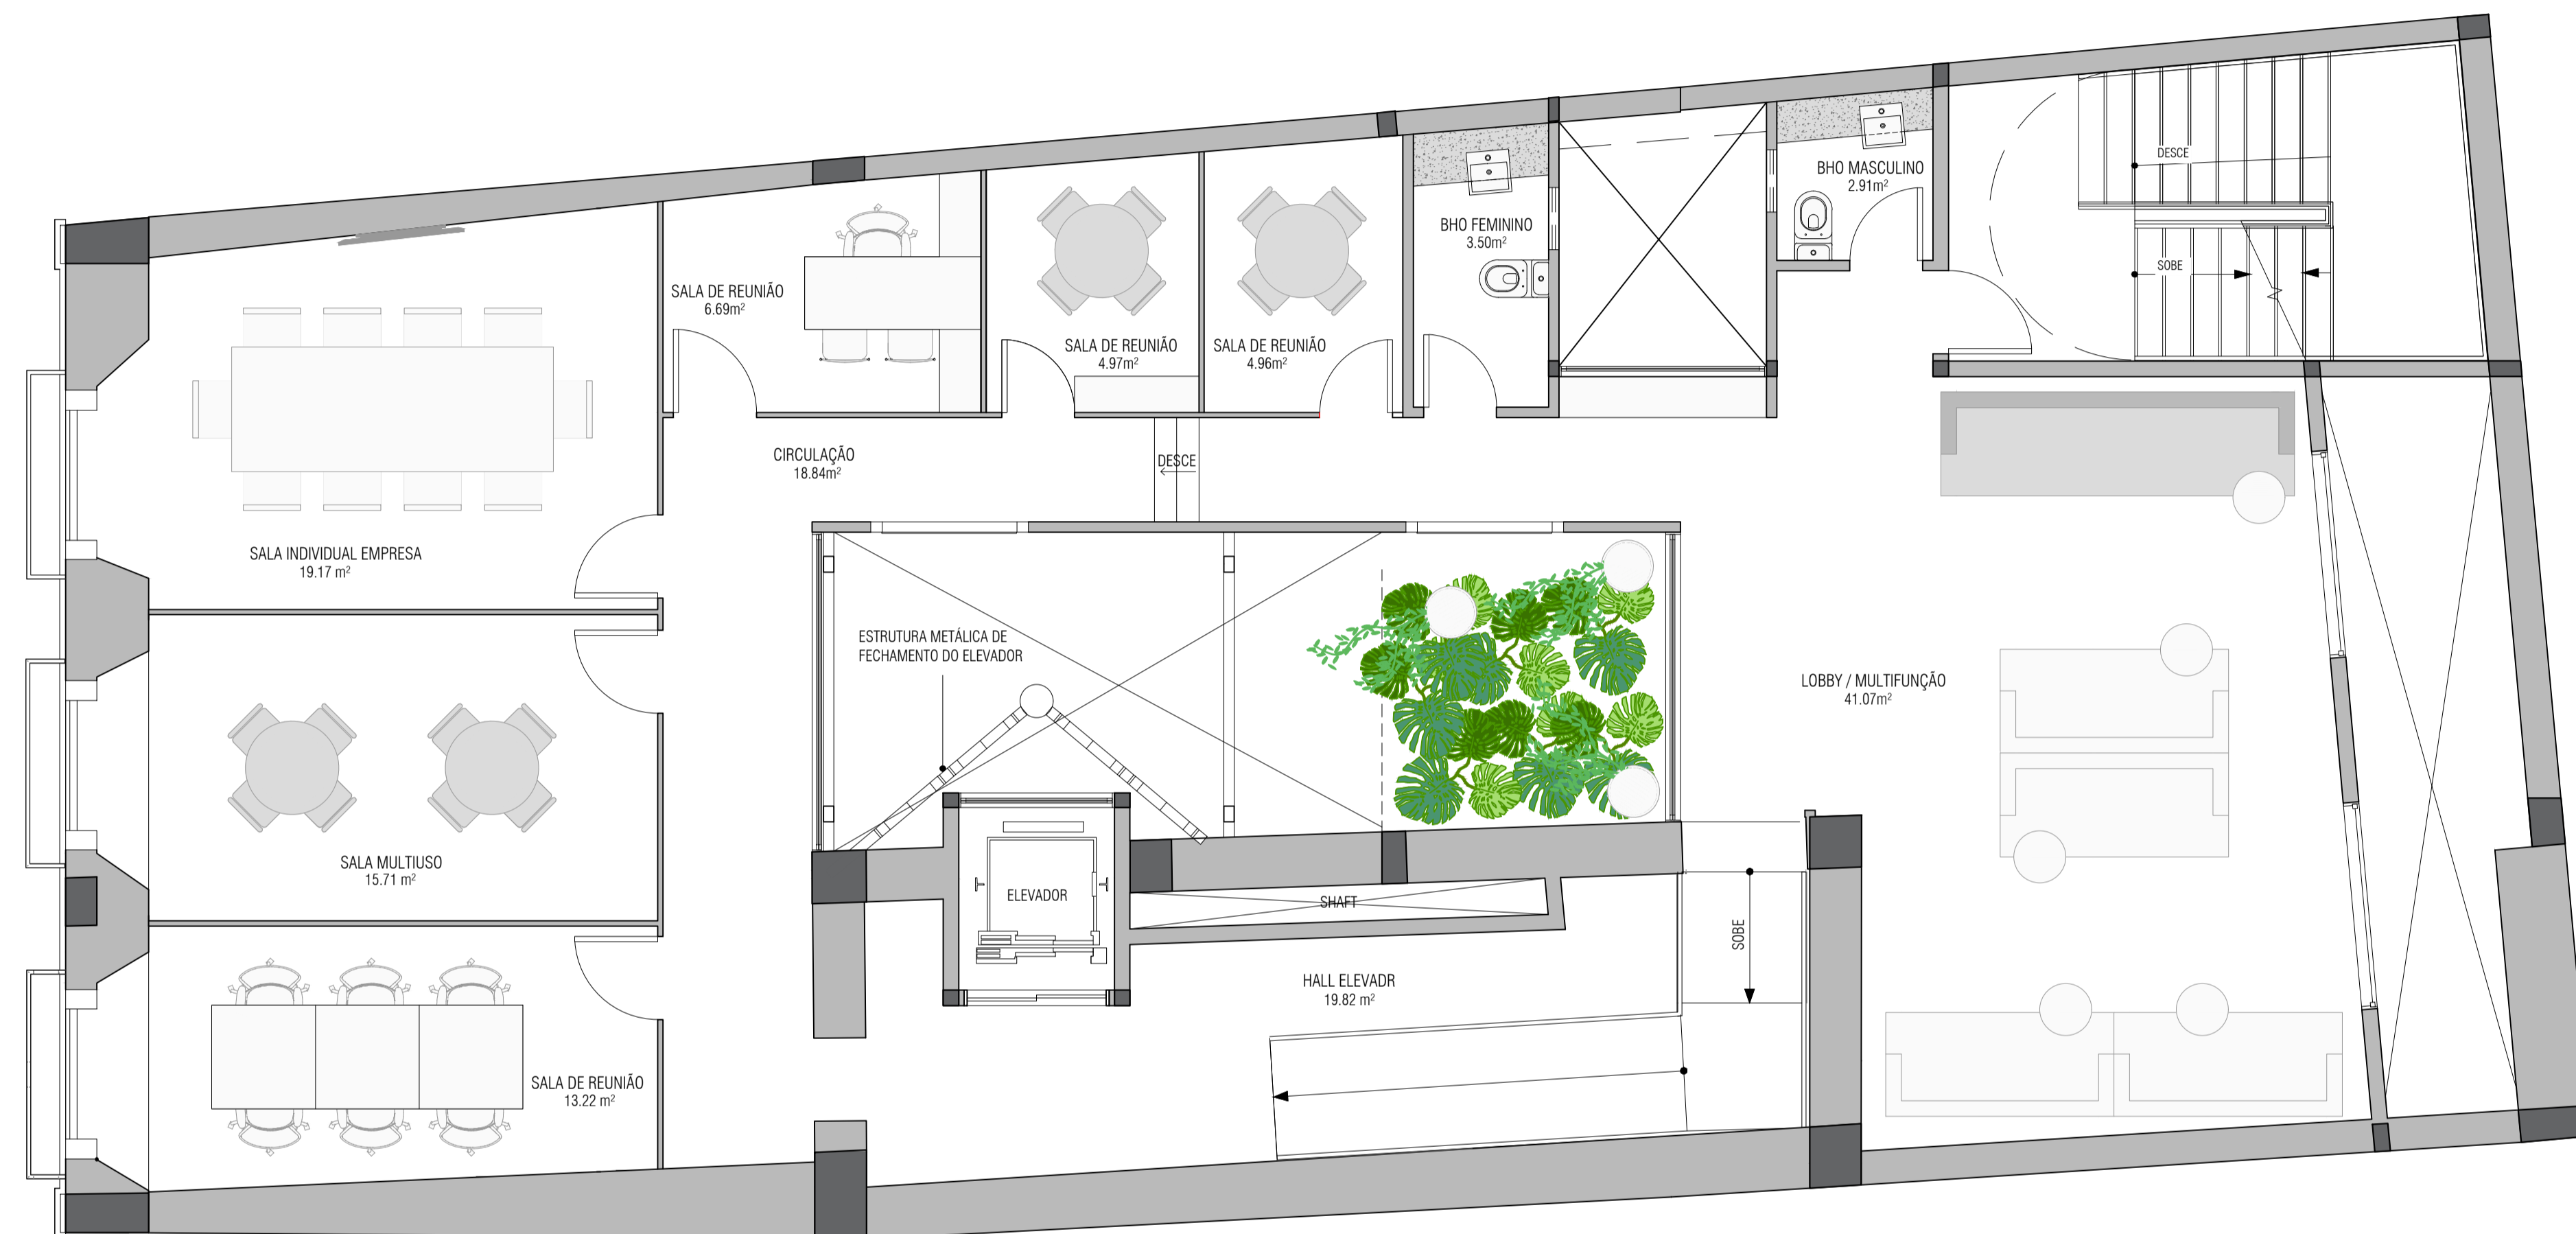 DESCE
BHO MASCULINO
2.91m²
BHO FEMININO
3.50m²
SOBE
SALA DE REUNIÃO
6.69m²
SALA DE REUNIÃO
4.97m²
SALA DE REUNIÃO
4.96m²
CIRCULAÇÃO
18.84m²
DESCE
SALA INDIVIDUAL EMPRESA
19.17 m²
ESTRUTURA METÁLICA DE
FECHAMENTO DO ELEVADOR
LOBBY / MULTIFUNÇÃO
41.07m²
SALA MULTIUSO
15.71 m²
ELEVADOR
SHAFT
SOBE
HALL ELEVADR
19.82 m²
SALA DE REUNIÃO
13.22 m²